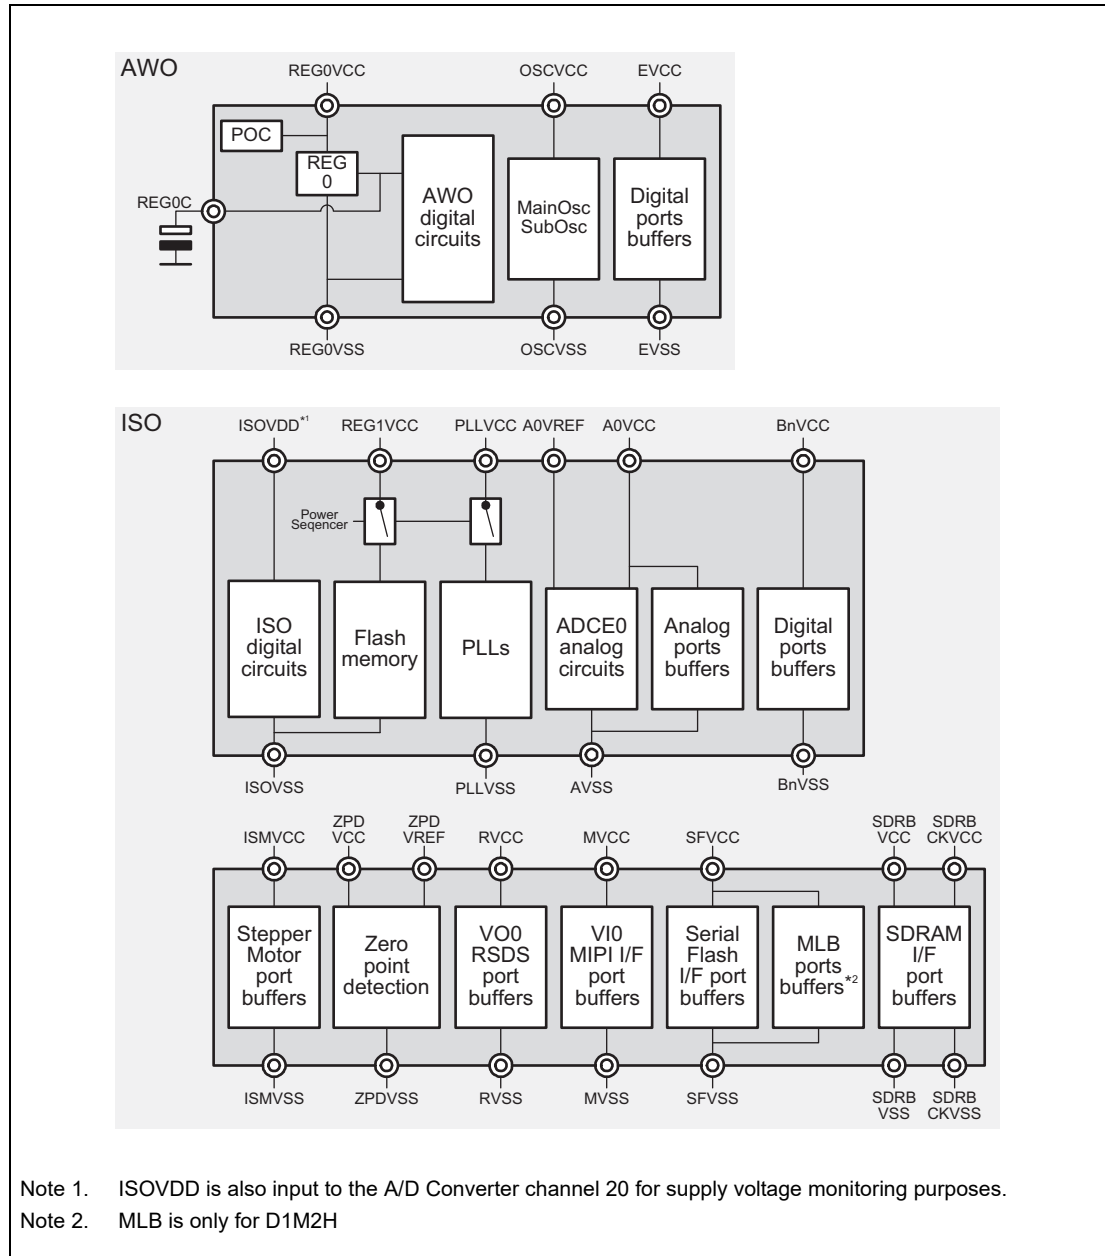 AWO
REG0VCC OSCVCC EVCC
POC
REG
0
REG0C
AWO
digital
circuits
MainOsc
SubOsc
Digital
ports
buffers
REG0VSS OSCVSS EVSS
ISO
ISOVDD*1 REG1VCC PLLVCC A0VREF A0VCC BnVCC
Power
Seqencer
ISO
digital
circuits
Flash
memory
PLLs
ADCE0
analog
circuits
Analog
ports
buffers
Digital
ports
buffers
ISOVSS PLLVSS AVSS BnVSS
ISMVCC
ZPD
VCC
ZPD
VREF
RVCC
MVCC
SFVCC
SDRB
VCC
SDRB
CKVCC
Stepper
Motor
port
buffers
Zero
point
detection
VO0
RSDS
port
buffers
VI0
MIPI I/F
port
buffers
Serial
Flash
I/F port
buffers
MLB
ports
buffers*2
SDRAM
I/F
port
buffers
ISMVSS
ZPDVSS
RVSS
MVSS
SFVSS
SDRB
VSS
SDRB
CKVSS
Note 1. ISOVDD is also input to the A/D Converter channel 20 for supply voltage monitoring purposes.
Note 2. MLB is only for D1M2H